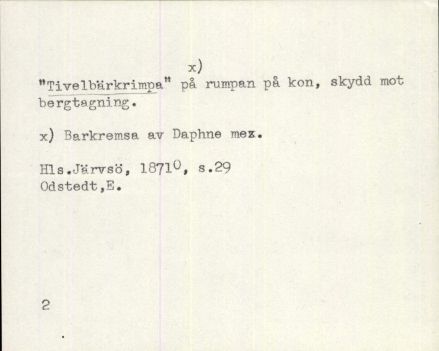 x)
"Tivelbärkrimpa" på rumpan på kon, skydd mot
bergtagning.
x) Barkremsa av Daphne mez.
Hls.Järvsö, 1871⁰, s.29
Odstedt,E.
2